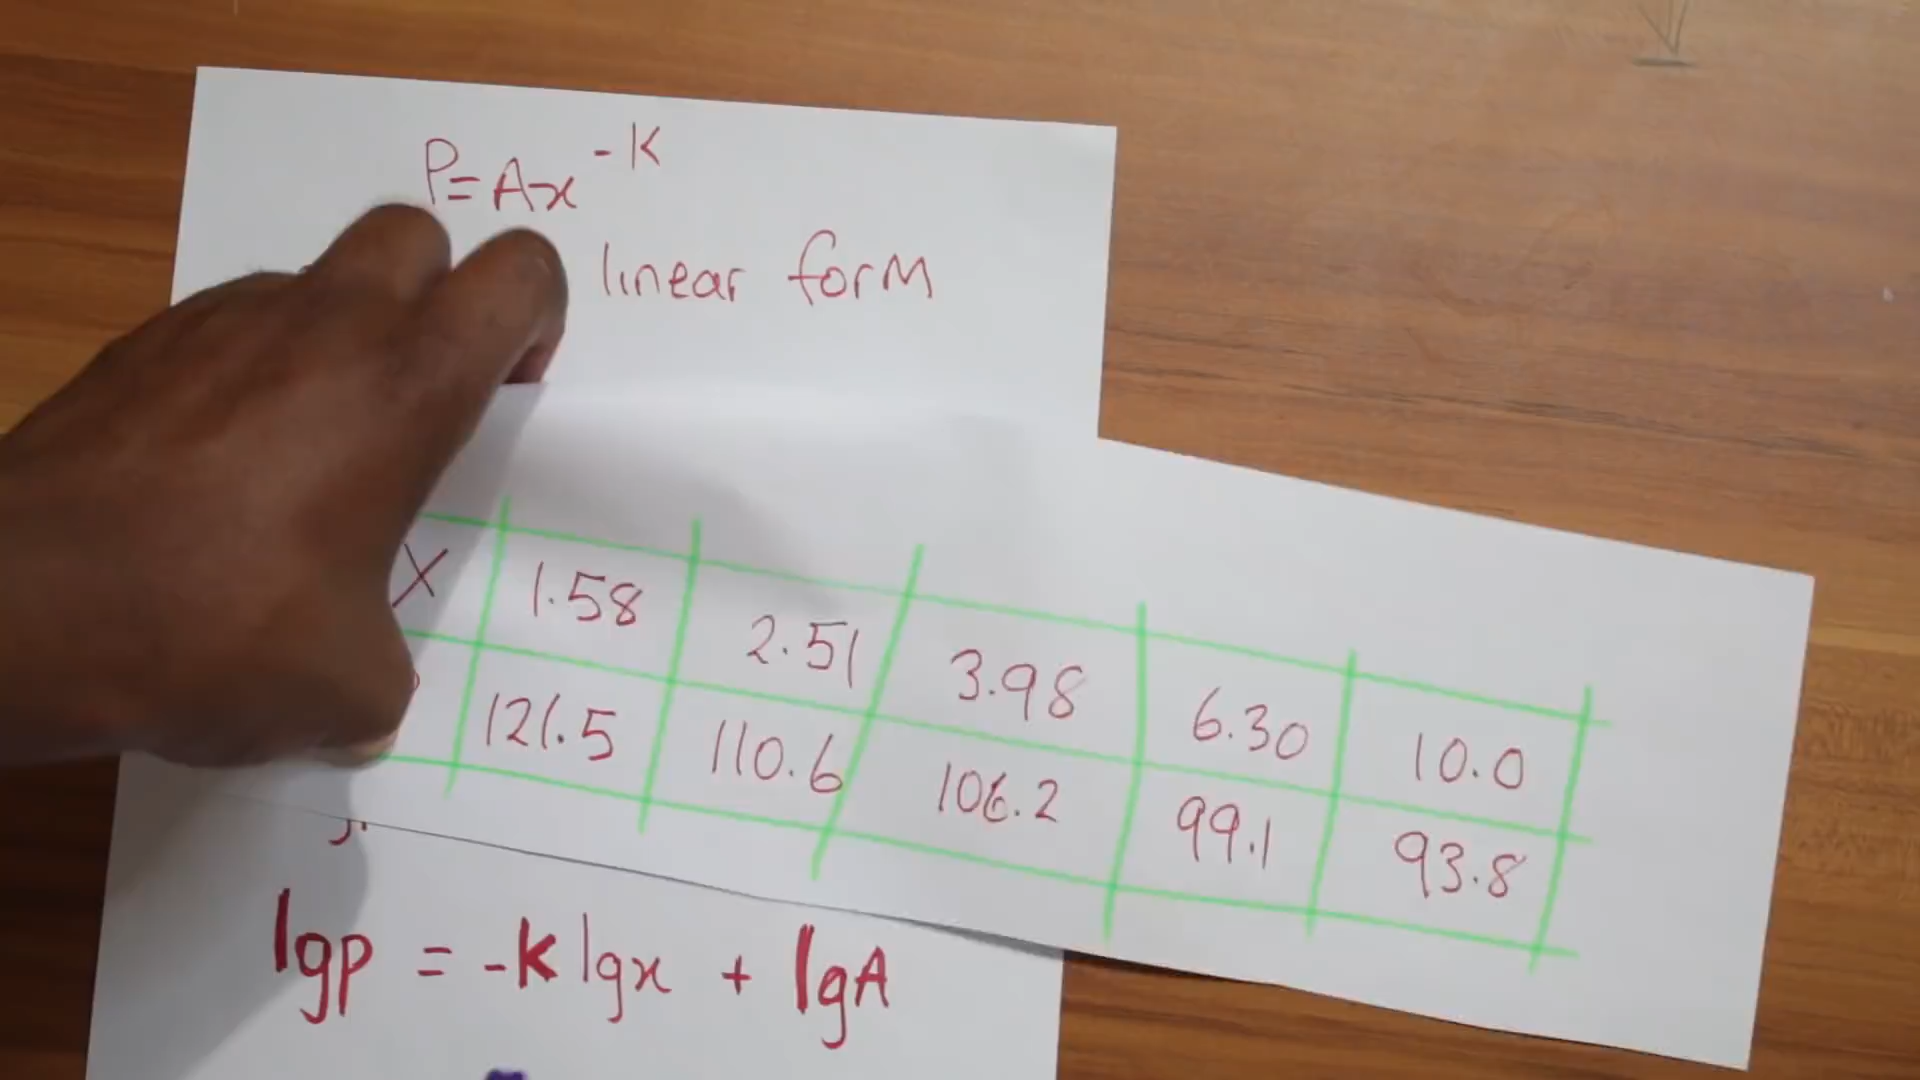 P = Ax^-K
linear form
X 1.58 2.51 3.98 6.30 10.0
121.5 110.6 106.2 99.1 93.8
lgp = -K lgx + lgA